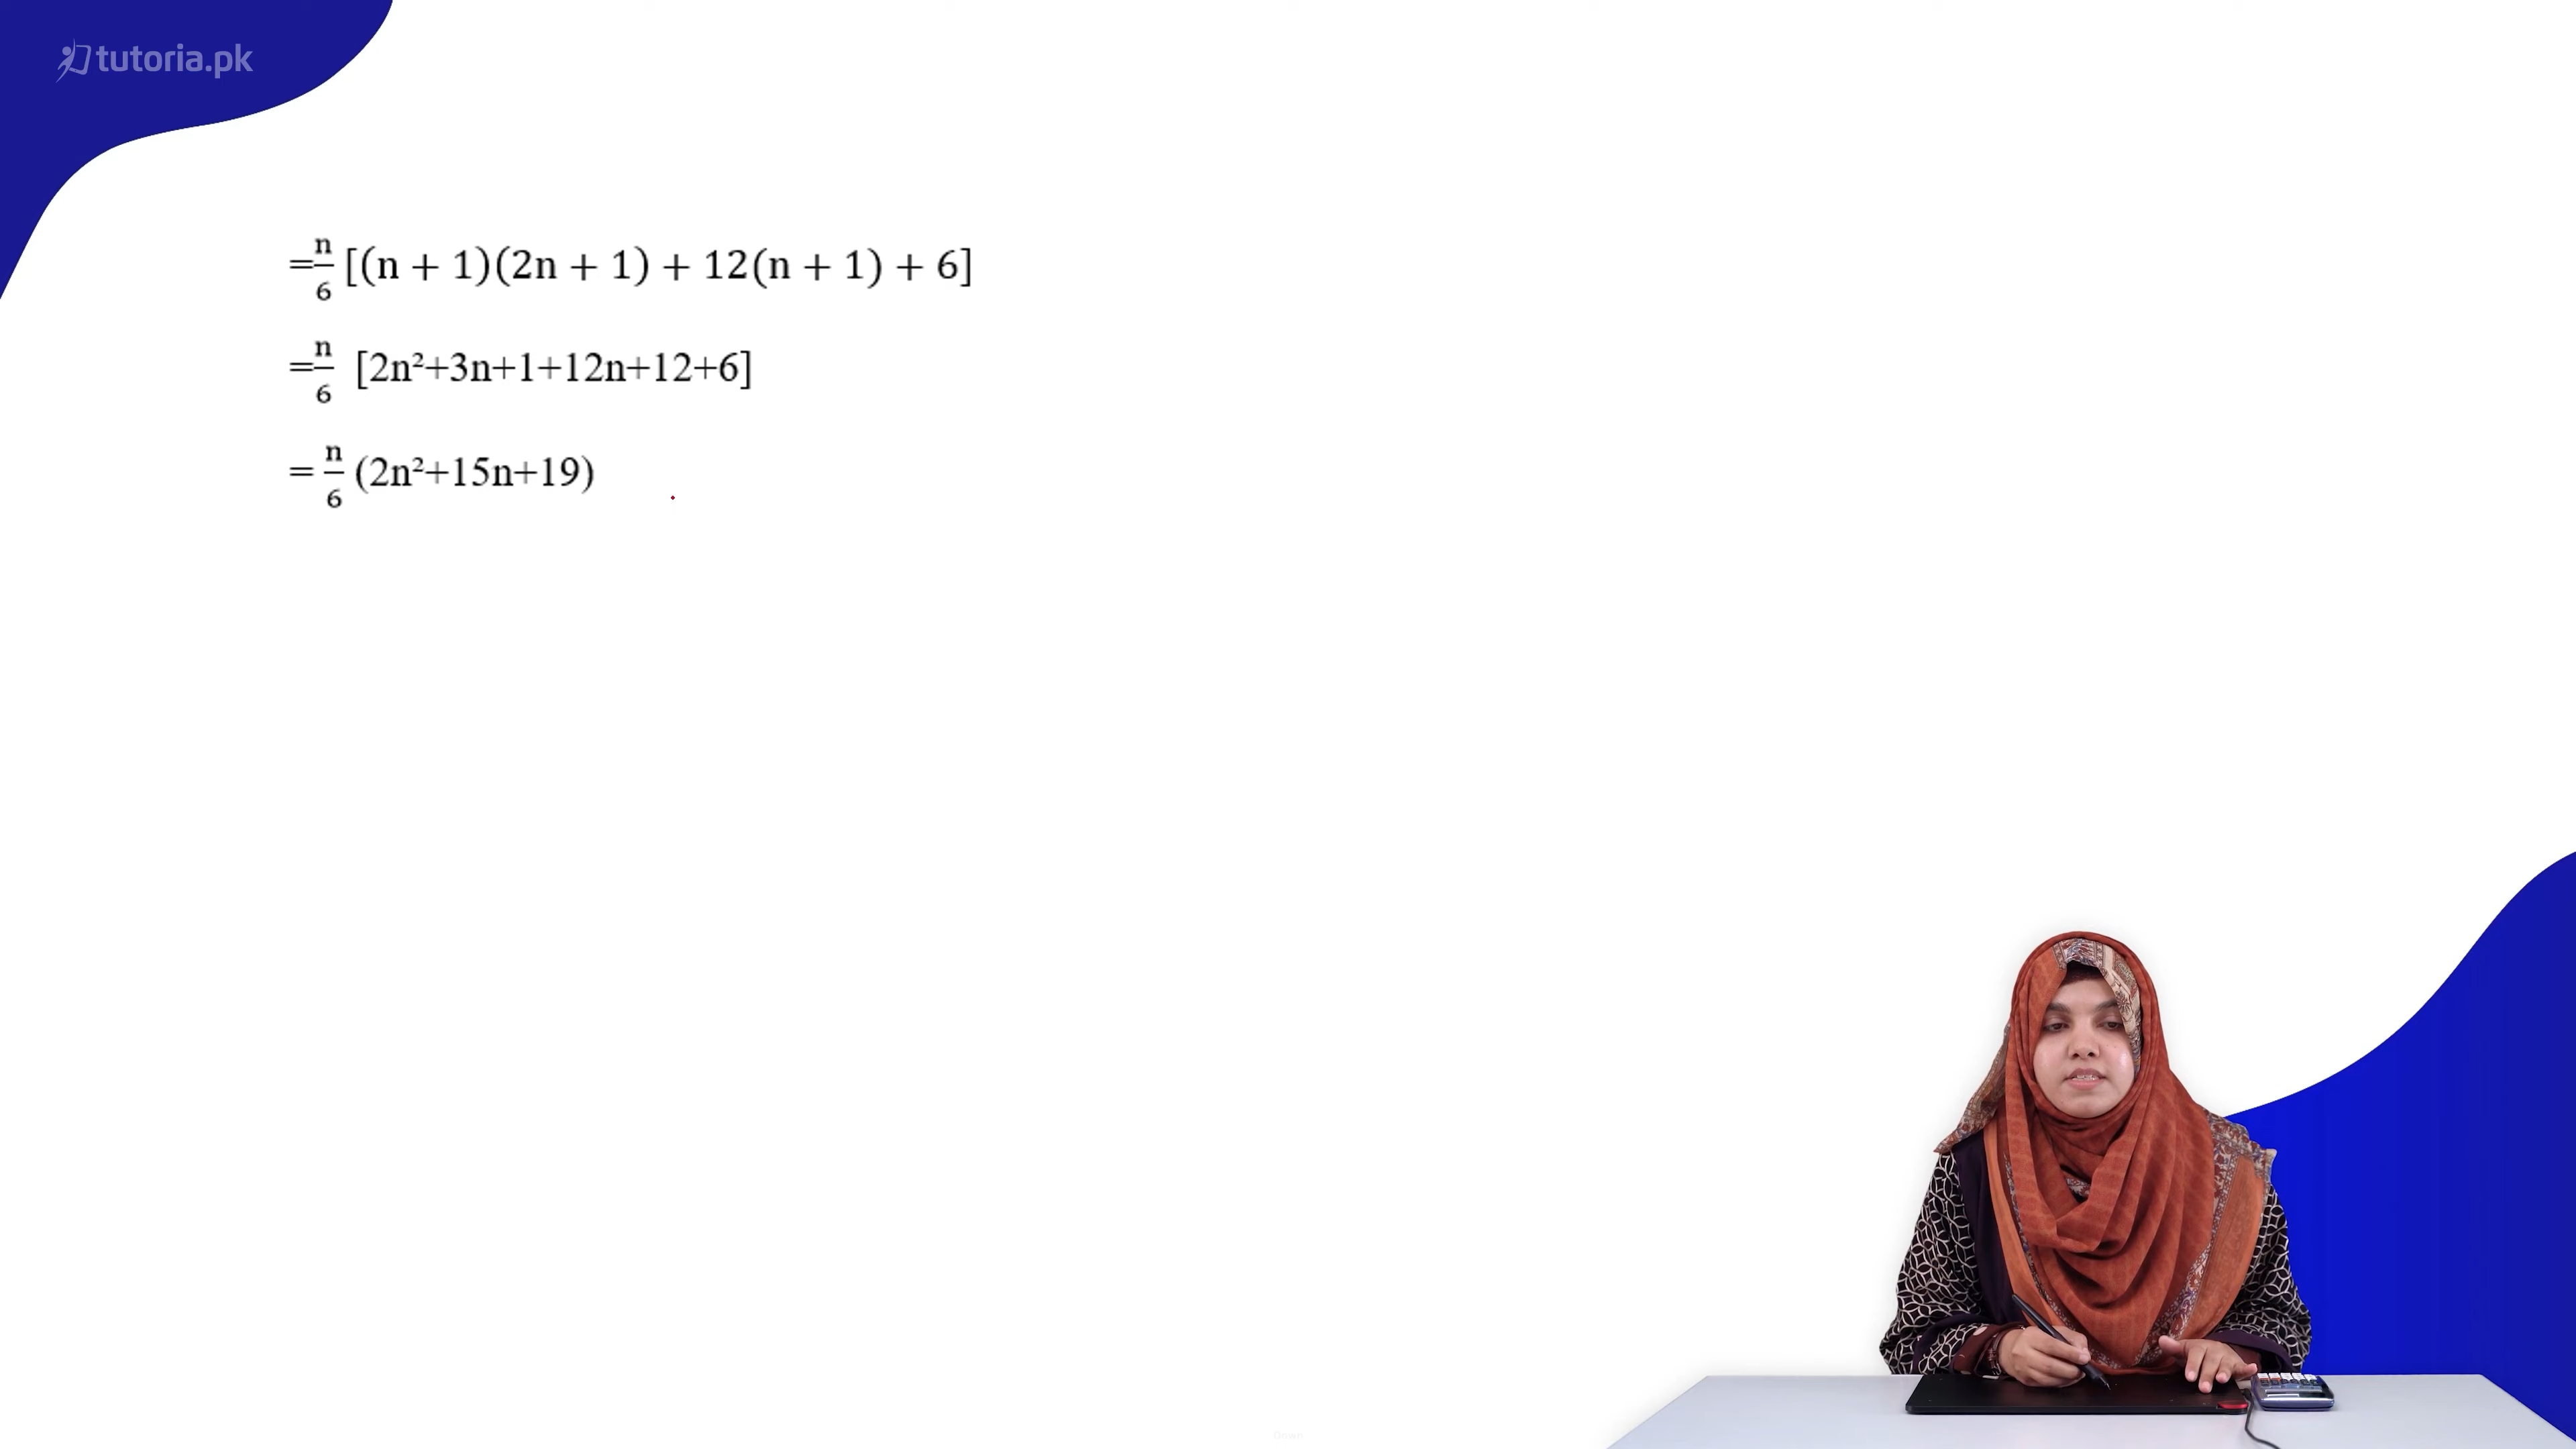 tutoria.pk
=n/6 [(n + 1)(2n + 1) + 12(n + 1) + 6]
=n/6 [2n²+3n+1+12n+12+6]
= n/6 (2n²+15n+19)